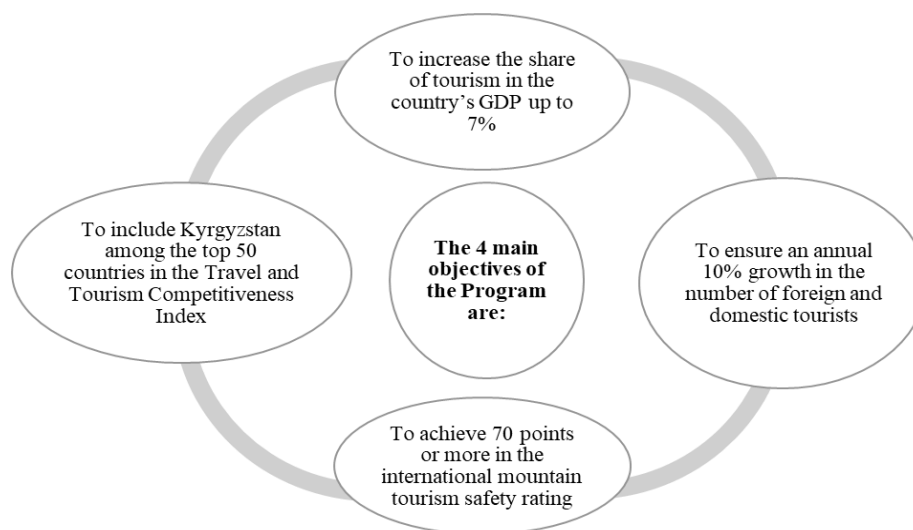 To increase the share
of tourism in the
country’s GDP up to
7%
To include Kyrgyzstan
among the top 50
countries in the Travel and
Tourism Competitiveness
Index
The 4 main
objectives of
the Program
are:
To ensure an annual
10% growth in the
number of foreign and
domestic tourists
To achieve 70 points
or more in the
international mountain
tourism safety rating